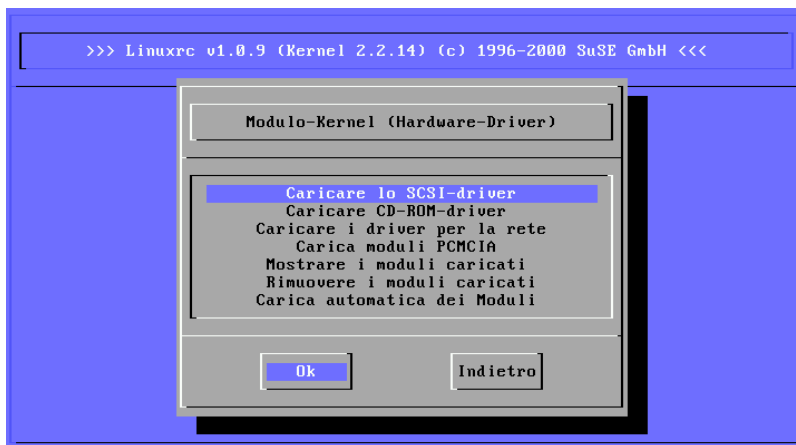 >>> Linuxrc v1.0.9 (Kernel 2.2.14) (c) 1996-2000 SuSE GmbH <<<
Modulo-Kernel (Hardware-Driver)
Caricare lo SCSI-driver
Caricare CD-ROM-driver
Caricare i driver per la rete
Carica moduli PCMCIA
Mostrare i moduli caricati
Rimuovere i moduli caricati
Carica automatica dei Moduli
Ok Indietro